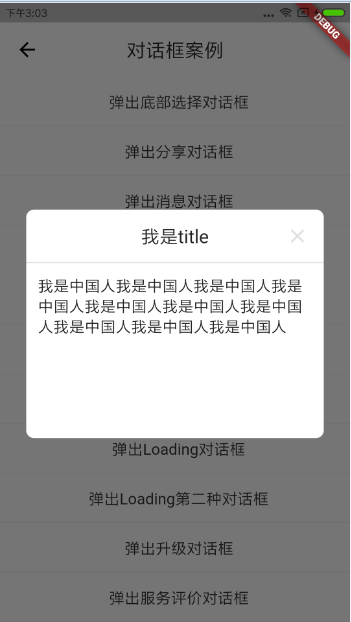 下午3:03
DEBUG
对话框案例
弹出底部选择对话框
弹出分享对话框
弹出消息对话框
我是title
我是中国人我是中国人我是中国人我是
中国人我是中国人我是中国人我是中国
人我是中国人我是中国人我是中国人
弹出Loading对话框
弹出Loading第二种对话框
弹出升级对话框
弹出服务评价对话框